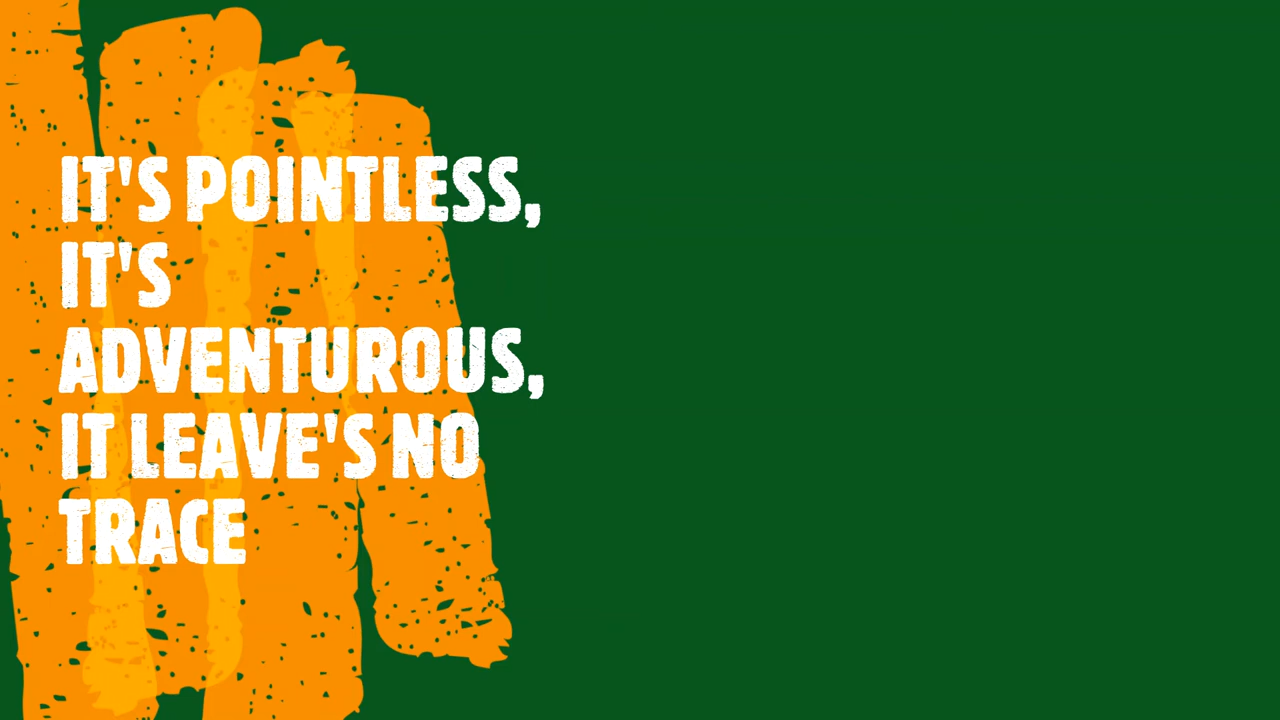 IT'S POINTLESS,
IT'S
ADVENTUROUS,
IT LEAVE'S NO
TRACE